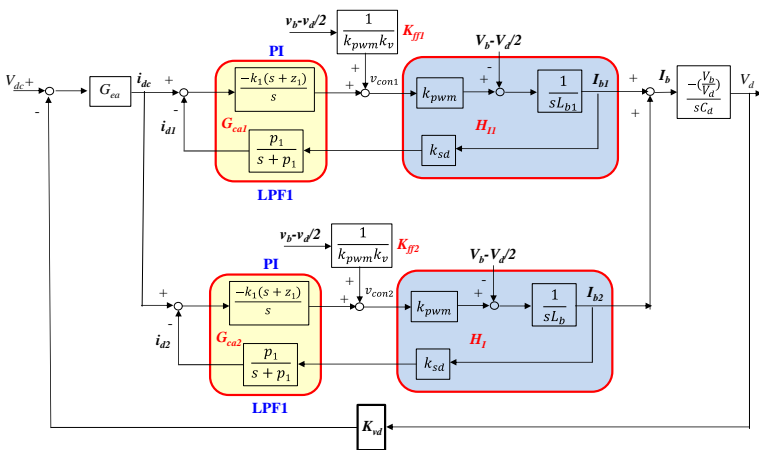 v_b-v_d/2
1
k_pwm k_v
K_ff1
V_b-V_d/2
PI
V_dc +
-
G_ea
i_dc
+
-
-k_1(s + z_1)
s
+
+
v_con1
k_pwm
+
-
1
sL_b1
I_b1
+
+
I_b
-(V_b/V_d)
sC_d
V_d
i_d1
G_ca1
p_1
s + p_1
H_I1
k_sd
LPF1
v_b-v_d/2
1
k_pwm k_v
K_ff2
V_b-V_d/2
PI
+
-
-k_1(s + z_1)
s
+
+
v_con2
k_pwm
+
-
1
sL_b
I_b2
i_d2
G_ca2
p_1
s + p_1
H_I
k_sd
LPF1
K_vd